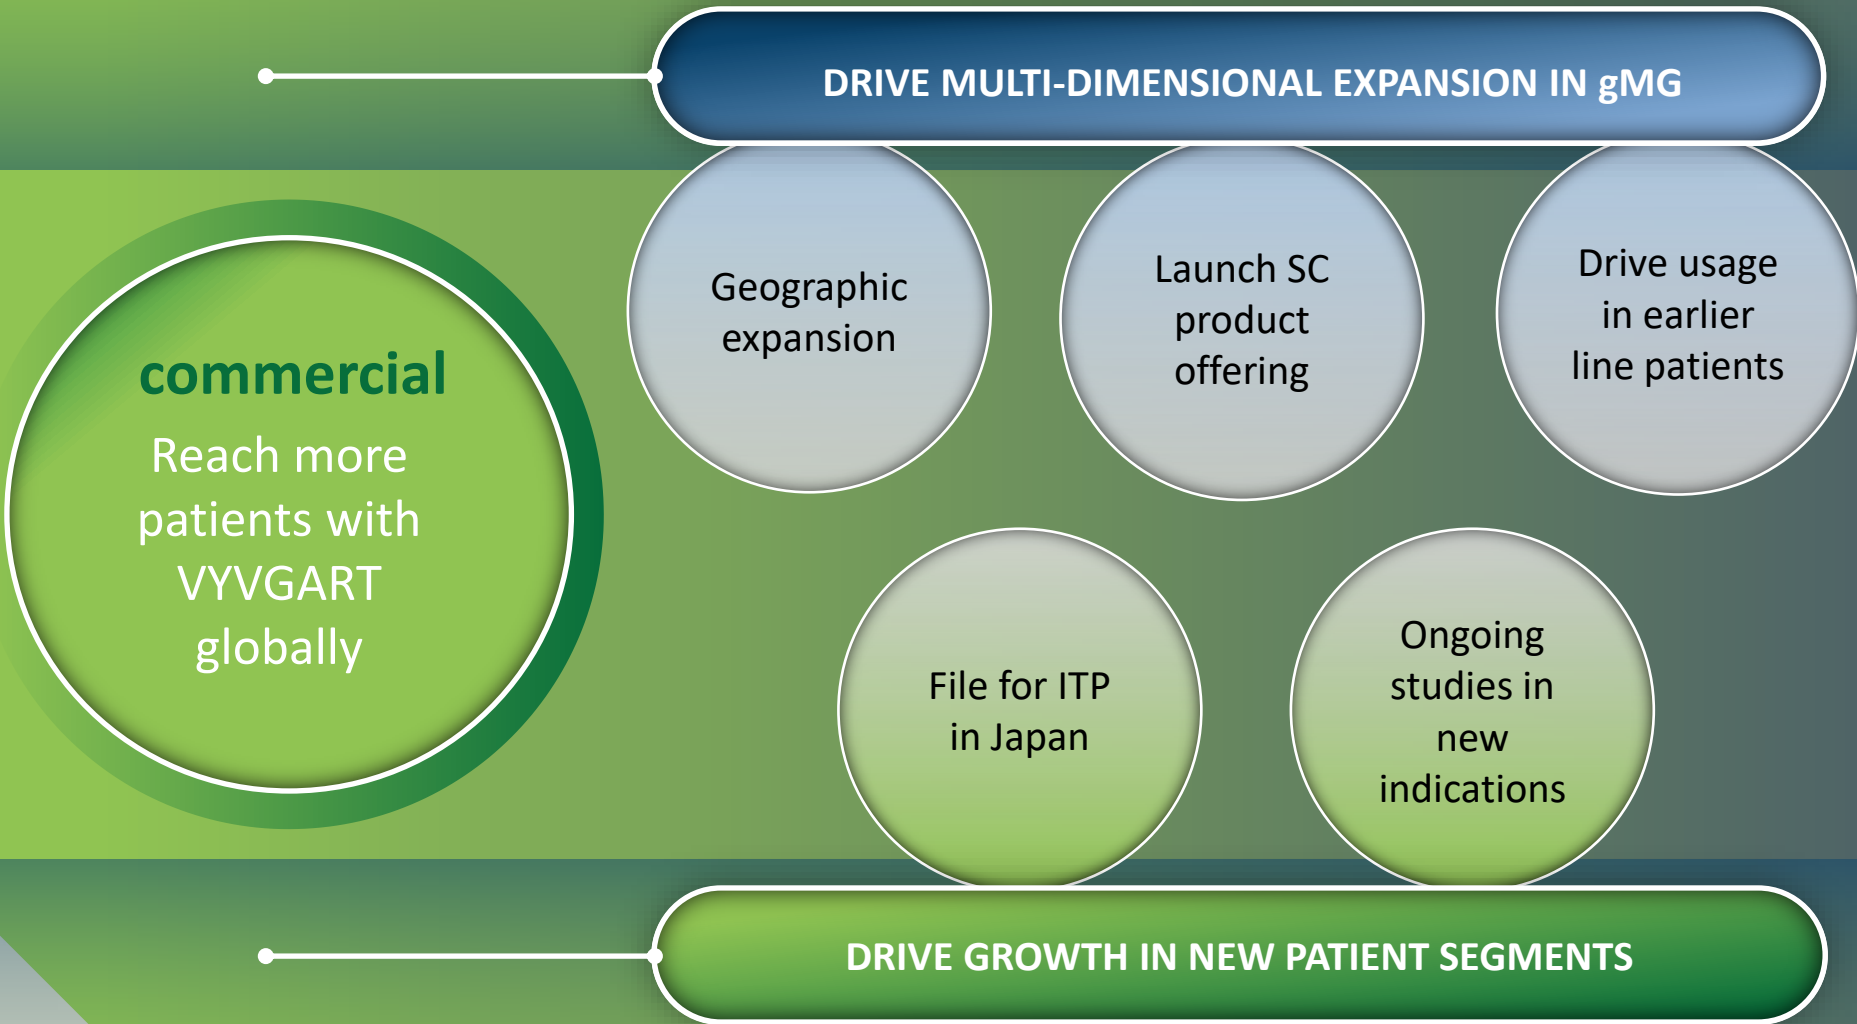 DRIVE MULTI-DIMENSIONAL EXPANSION IN gMG
commercial
Reach more
patients with
VYVGART
globally
Geographic
expansion
Launch SC
product
offering
Drive usage
in earlier
line patients
File for ITP
in Japan
Ongoing
studies in
new
indications
DRIVE GROWTH IN NEW PATIENT SEGMENTS